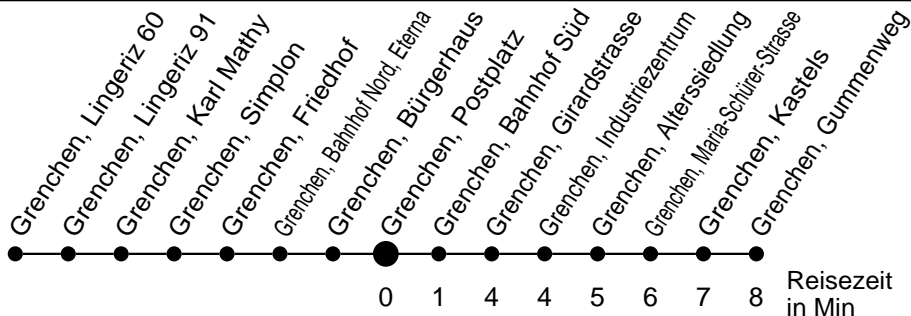 Grenchen, Lingeriz 60
Grenchen, Lingeriz 91
Grenchen, Karl Mathy
Grenchen, Simplon
Grenchen, Friedhof
Grenchen, Bahnhof Nord, Eterna
Grenchen, Bürgerhaus
Grenchen, Postplatz
Grenchen, Bahnhof Süd
Grenchen, Girardstrasse
Grenchen, Industriezentrum
Grenchen, Alterssiedlung
Grenchen, Maria-Schürer-Strasse
Grenchen, Kastels
Grenchen, Gummenweg
0 1 4 4 5 6 7 8
Reisezeit
in Min